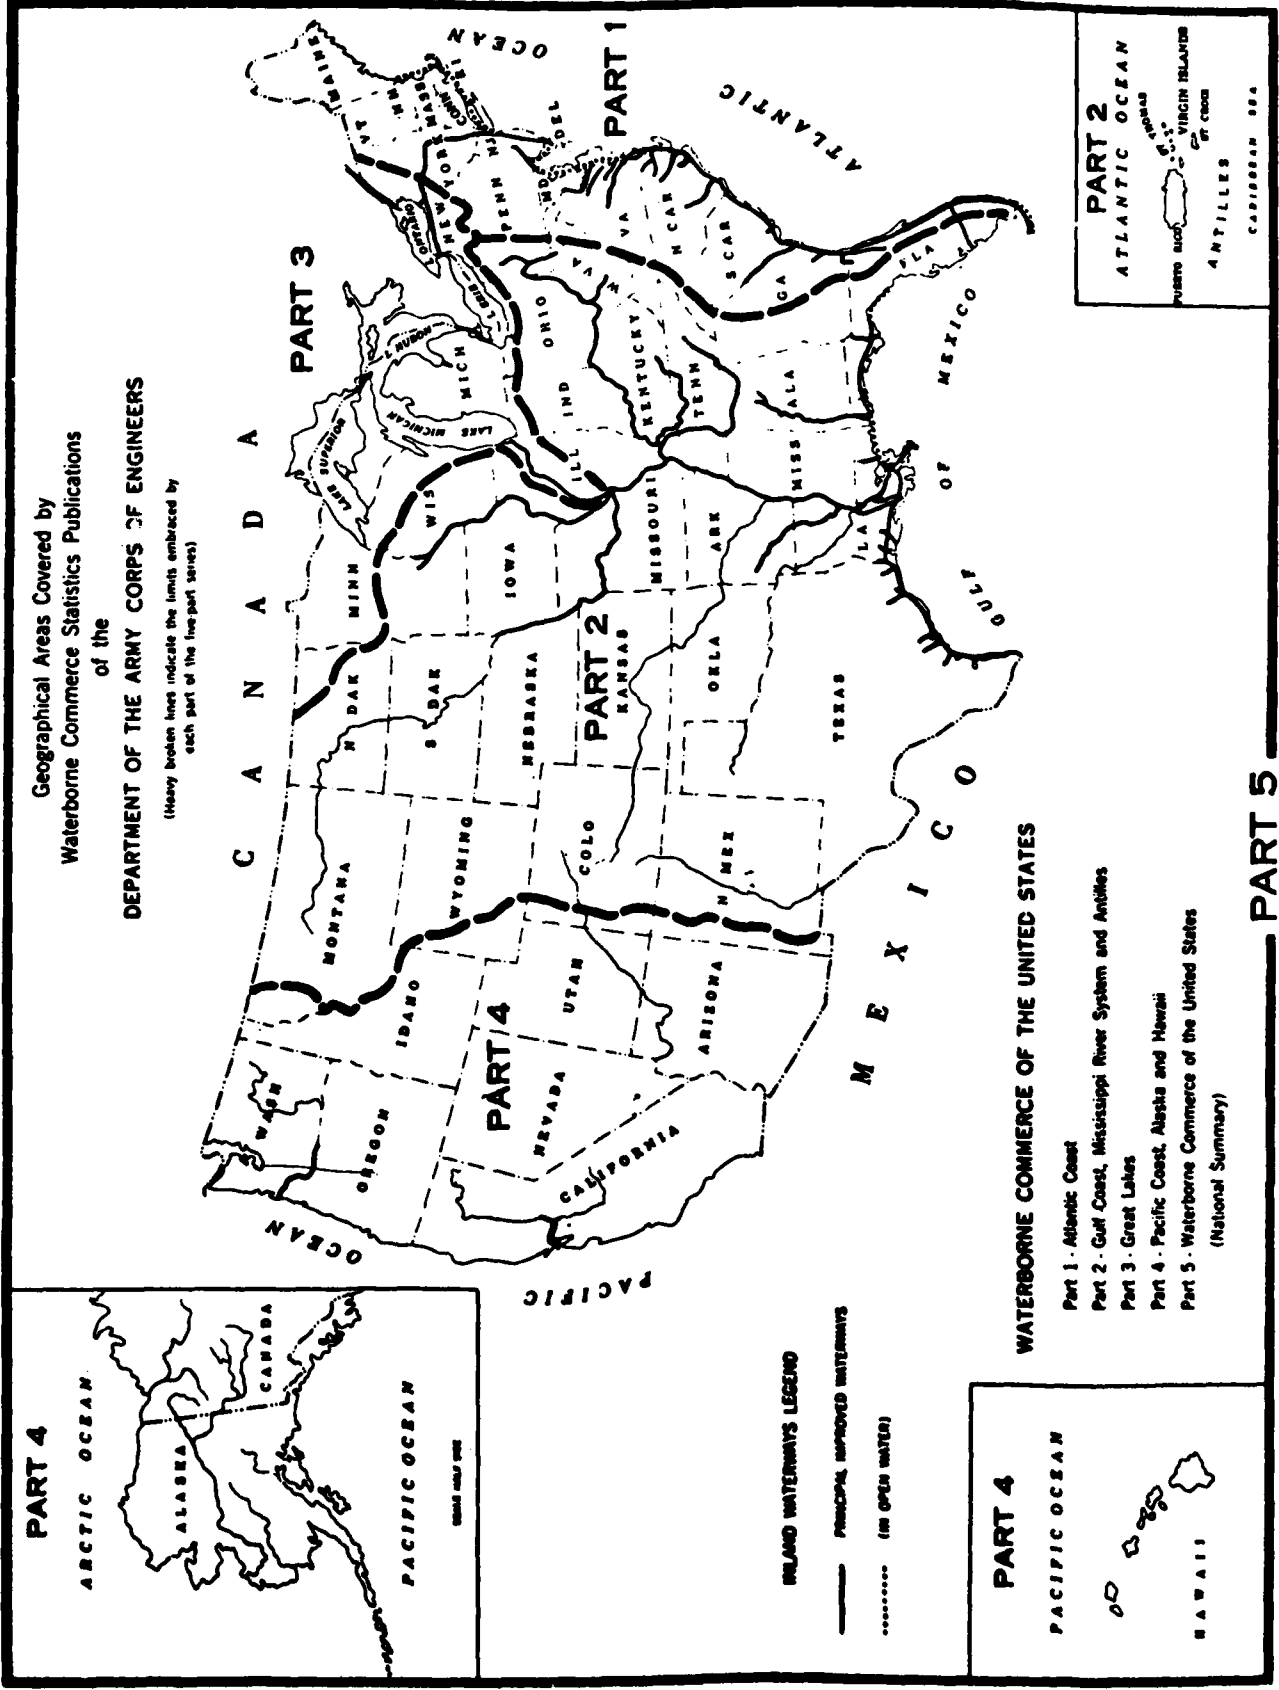 Geographical Areas Covered by
Waterborne Commerce Statistics Publications
of the
DEPARTMENT OF THE ARMY CORPS OF ENGINEERS
(Heavy broken lines indicate the limits embraced by
each part of the five-part series)
PART 4
ARCTIC OCEAN
ALASKA
CANADA
PACIFIC OCEAN
CANADA
PART 3
LAKE SUPERIOR
LAKE MICHIGAN
L HURON
L ERIE
L ONTARIO
PACIFIC OCEAN
WASH
OREGON
IDAHO
MONTANA
N DAK
S DAK
MINN
WIS
MICH
WYOMING
NEBRASKA
IOWA
ILL
IND
OHIO
PENN
NEW YORK
VT
NH
MAINE
MASS
CONN
RI
NJ
DEL
MD
PART 4
NEVADA
CALIFORNIA
UTAH
COLO
PART 2
KANSAS
MISSOURI
KENTUCKY
W VA
VA
ARIZONA
N MEX
OKLA
ARK
TENN
N CAR
S CAR
TEXAS
LA
MISS
ALA
GA
FLA
PART 1
ATLANTIC OCEAN
MEXICO
GULF OF MEXICO
INLAND WATERWAYS LEGEND
PRINCIPAL IMPROVED WATERWAYS
(IN OPEN WATER)
PART 4
PACIFIC OCEAN
HAWAII
WATERBORNE COMMERCE OF THE UNITED STATES
Part 1 - Atlantic Coast
Part 2 - Gulf Coast, Mississippi River System and Antilles
Part 3 - Great Lakes
Part 4 - Pacific Coast, Alaska and Hawaii
Part 5 - Waterborne Commerce of the United States
(National Summary)
PART 2
ATLANTIC OCEAN
ST THOMAS
VIRGIN ISLANDS
PUERTO RICO
ST CROIX
ANTILLES
CARIBBEAN SEA
PART 5